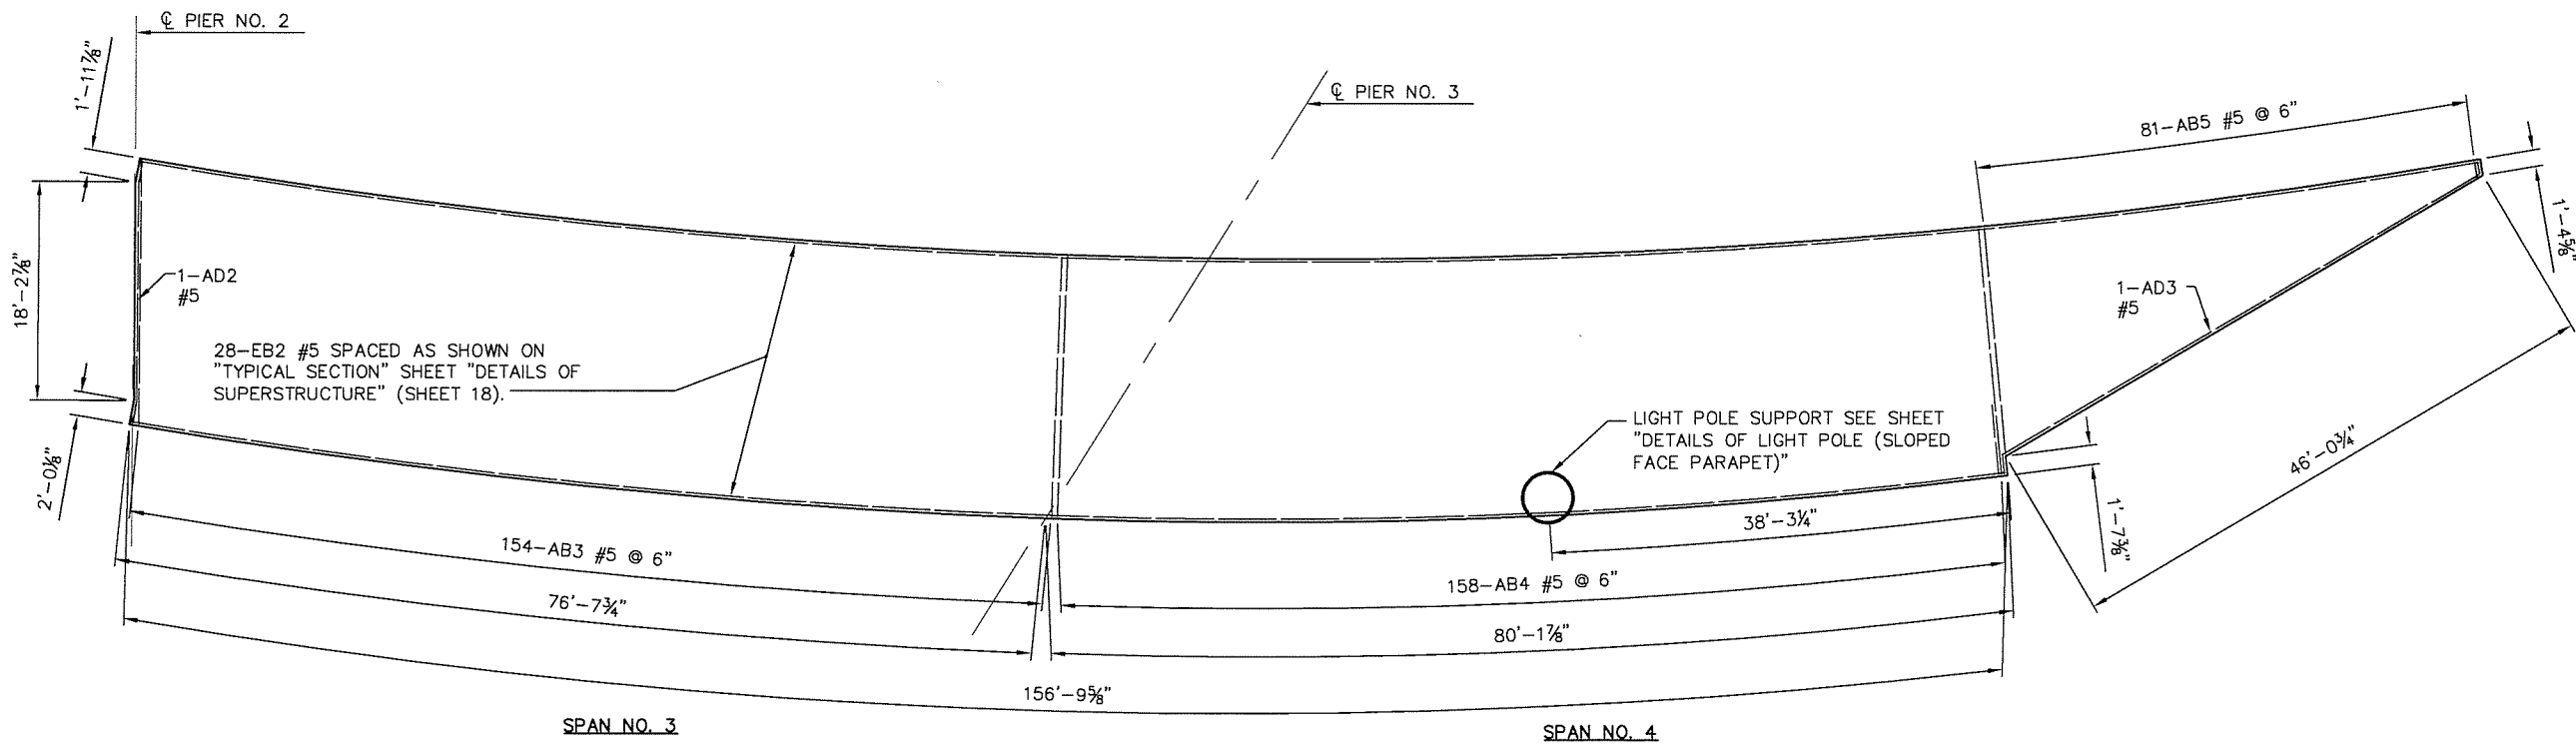 ℄ PIER NO. 2
1'-11⅞"
℄ PIER NO. 3
81-AB5 #5 @ 6"
1'-4⅝"
18'-2⅞"
1-AD2
#5
1-AD3
#5
28-EB2 #5 SPACED AS SHOWN ON
"TYPICAL SECTION" SHEET "DETAILS OF
SUPERSTRUCTURE" (SHEET 18).
LIGHT POLE SUPPORT SEE SHEET
"DETAILS OF LIGHT POLE (SLOPED
FACE PARAPET)"
46'-0¾"
2'-0⅛"
38'-3¼"
1'-7⅜"
154-AB3 #5 @ 6"
158-AB4 #5 @ 6"
76'-7¾"
80'-1⅞"
156'-9⅝"
SPAN NO. 3
SPAN NO. 4